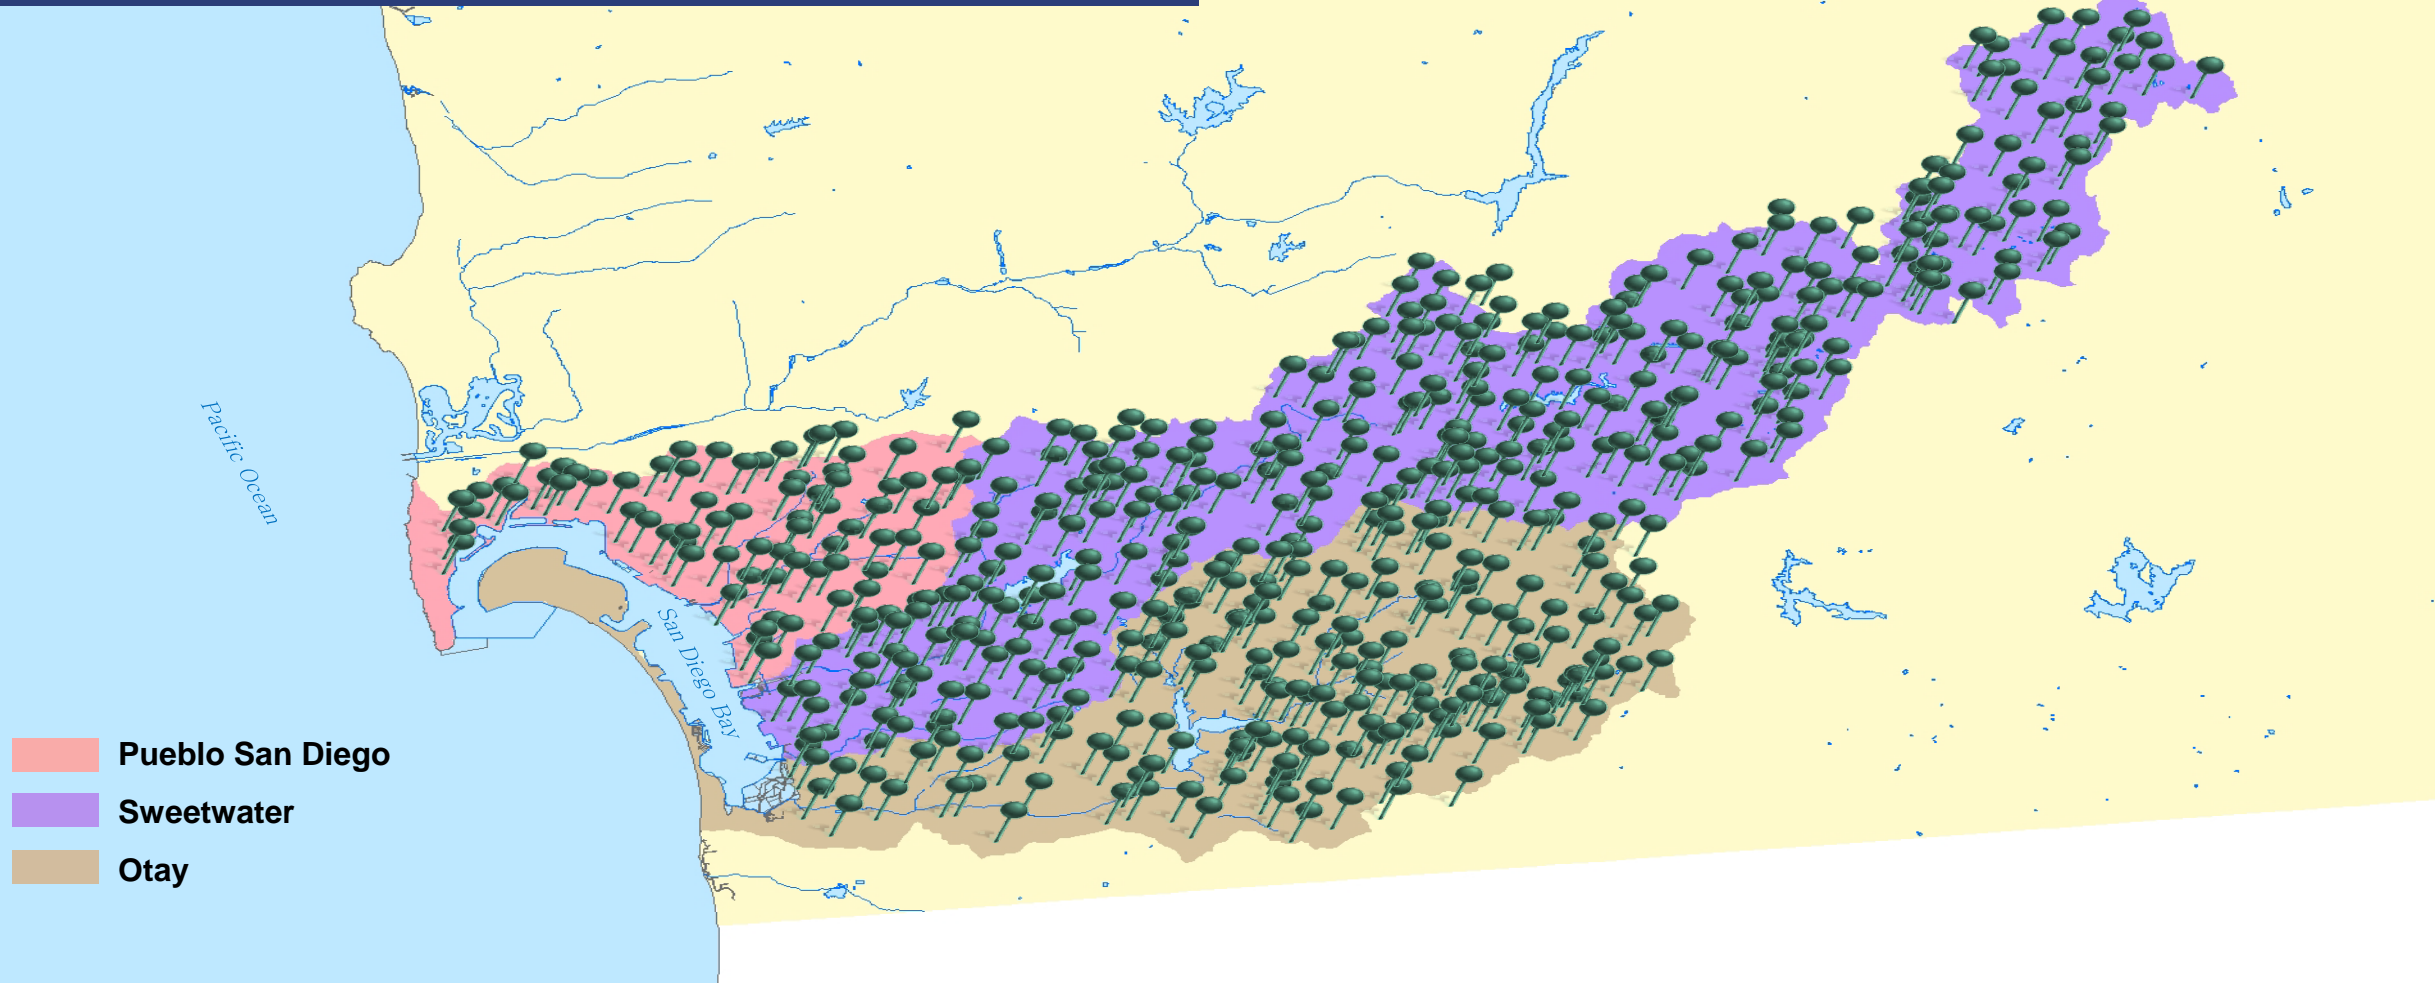 Pacific Ocean
San Diego Bay
Pueblo San Diego
Sweetwater
Otay